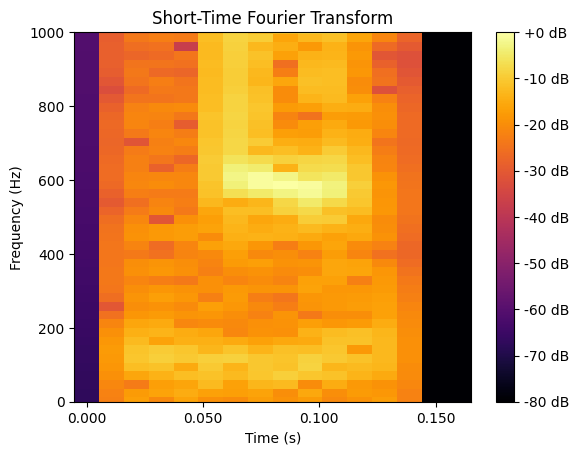 Short-Time Fourier Transform
1000
800
600
400
200
0
Frequency (Hz)
0.000
0.050
0.100
0.150
Time (s)
+0 dB
-10 dB
-20 dB
-30 dB
-40 dB
-50 dB
-60 dB
-70 dB
-80 dB